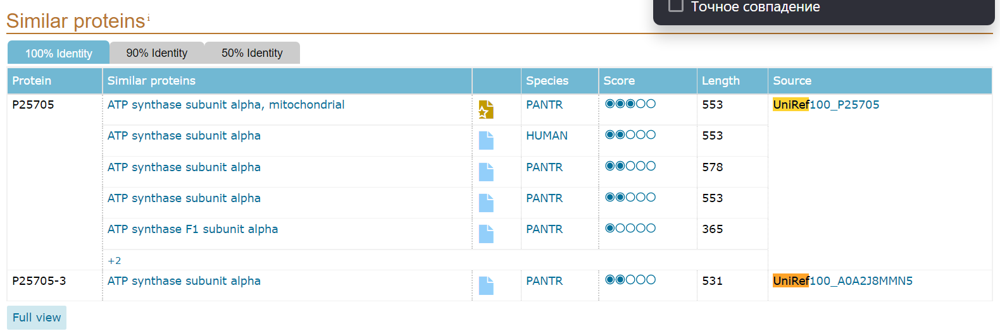 Точное совпадение
Similar proteins i
100% Identity 90% Identity 50% Identity
Protein Similar proteins Species Score Length Source
P25705 ATP synthase subunit alpha, mitochondrial PANTR 553 UniRef100_P25705
ATP synthase subunit alpha HUMAN 553
ATP synthase subunit alpha PANTR 578
ATP synthase subunit alpha PANTR 553
ATP synthase F1 subunit alpha PANTR 365
+2
P25705-3 ATP synthase subunit alpha PANTR 531 UniRef100_A0A2J8MMN5
Full view